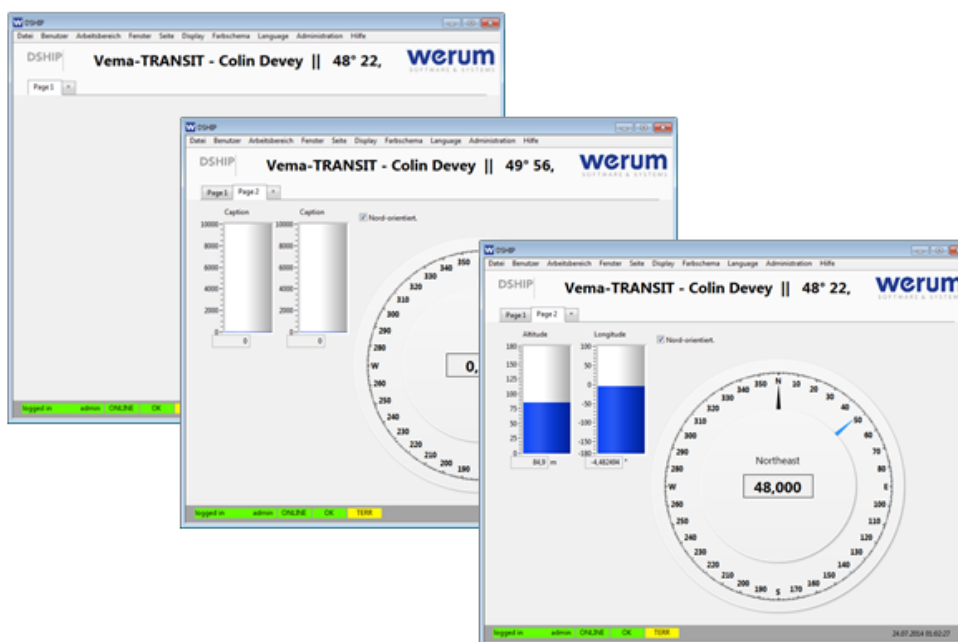 DSHIP
Datei Benutzer Arbeitsbereich Fenster Seite Display Farbschema Language Administration Hilfe
DSHIP Vema-TRANSIT - Colin Devey || 48° 22, werum
SOFTWARE & SYSTEMS
Page 1 +
logged in admin ONLINE OK
DSHIP
Datei Benutzer Arbeitsbereich Fenster Seite Display Farbschema Language Administration Hilfe
DSHIP Vema-TRANSIT - Colin Devey || 49° 56, werum
SOFTWARE & SYSTEMS
Page 1 Page 2 +
Caption Caption Nord-orientiert.
10000 10000
8000 8000
6000 6000
4000 4000
2000 2000
0 0
0 0
350
340
330
320
310
300
290
280
W
260
250
240
230
220
210
200
190
0,
logged in admin ONLINE OK TERR
DSHIP
Datei Benutzer Arbeitsbereich Fenster Seite Display Farbschema Language Administration Hilfe
DSHIP Vema-TRANSIT - Colin Devey || 48° 22, werum
SOFTWARE & SYSTEMS
Page 1 Page 2 +
Altitude Longitude Nord-orientiert.
180 100
150 50
125 0
100 -50
75 -100
50 -150
25 -180
0
84,9 m -4,482494 °
N 10 20 30 40 50 60 70 80 E 100 110 120 130 140 150 160 170 S 190 200 210 220 230 240 250 260 W 280 290 300 310 320 330 340 350
Northeast
48,000
logged in admin ONLINE OK TERR 24.07.2014 01:02:27